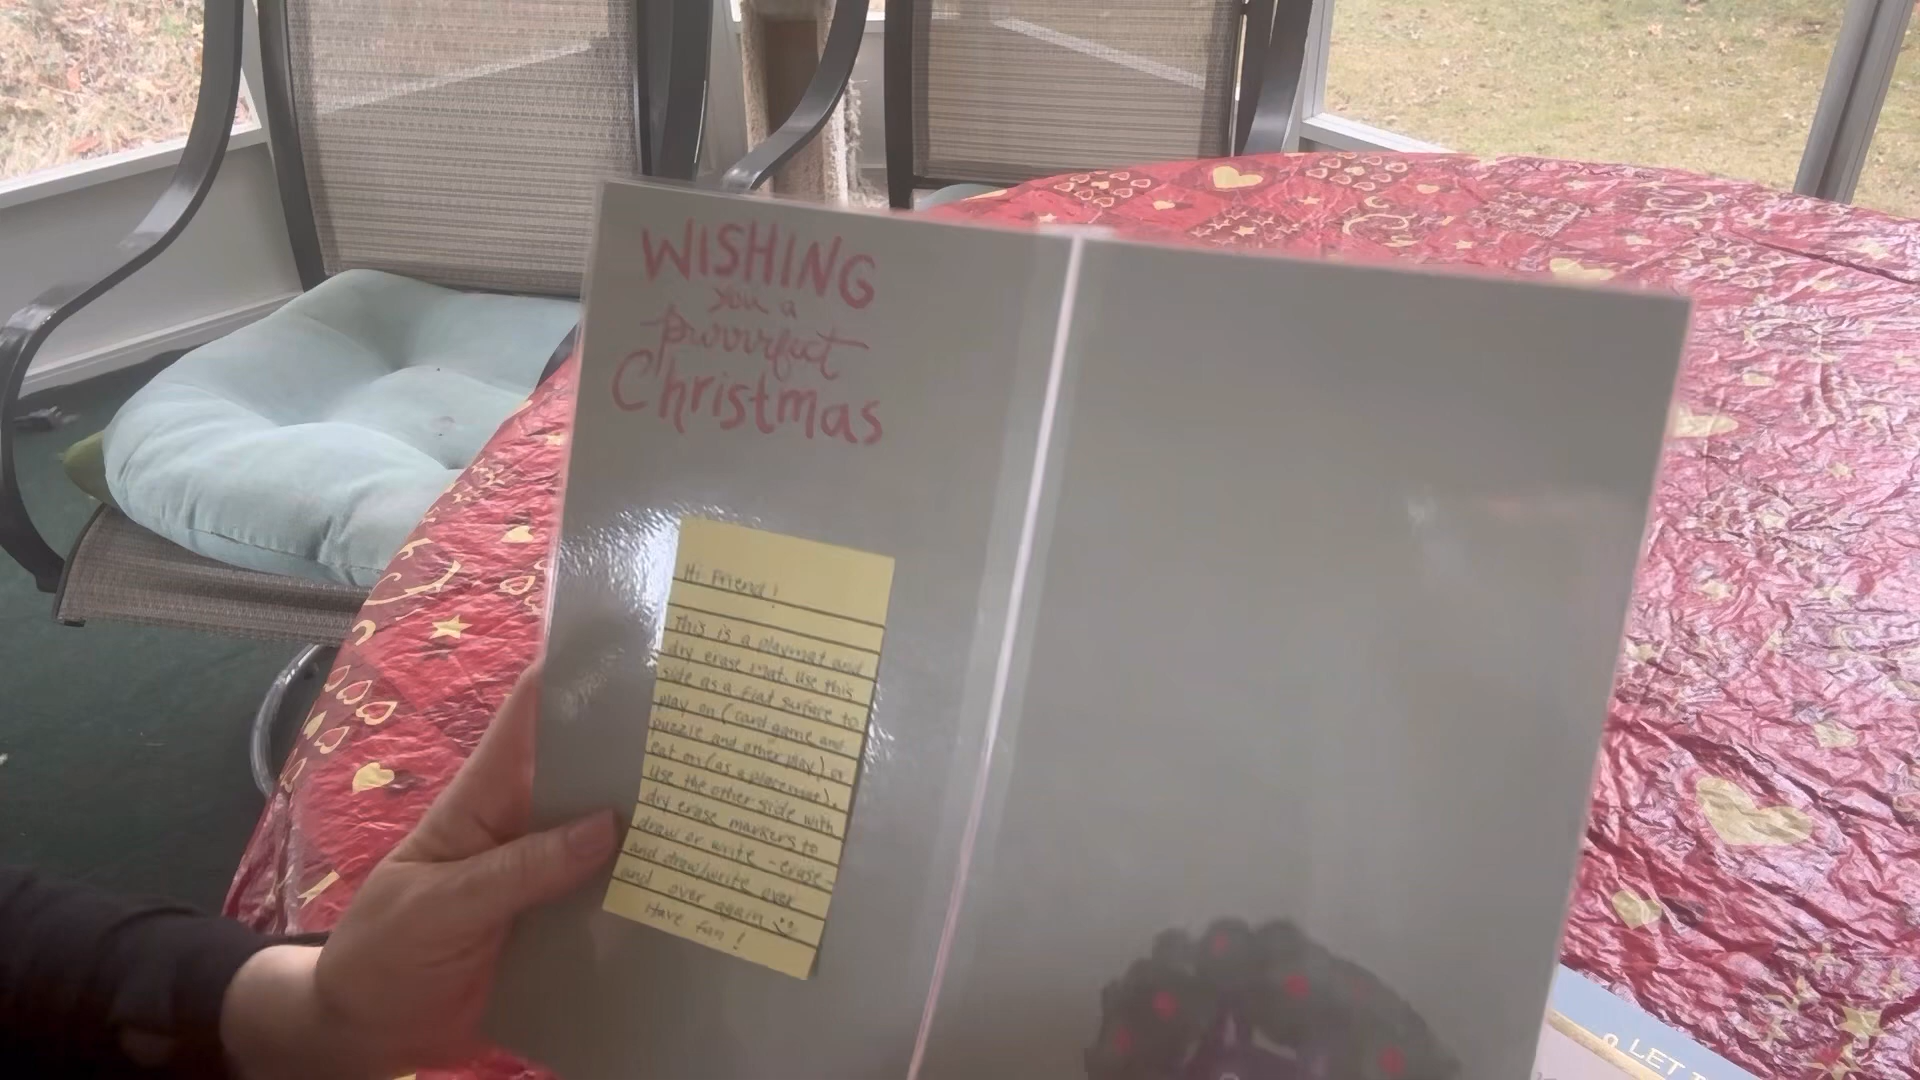 WISHING
you a
purrrfect
Christmas
Hi Friend!
This is a playmat and
dry erase mat. Use this
side as a flat surface to
play on (card game and
puzzle and other play) or
eat on (as a placemat).
Use the other side with
dry erase markers to
draw or write - erase -
and draw/write over
and over again
Have fun!
LET